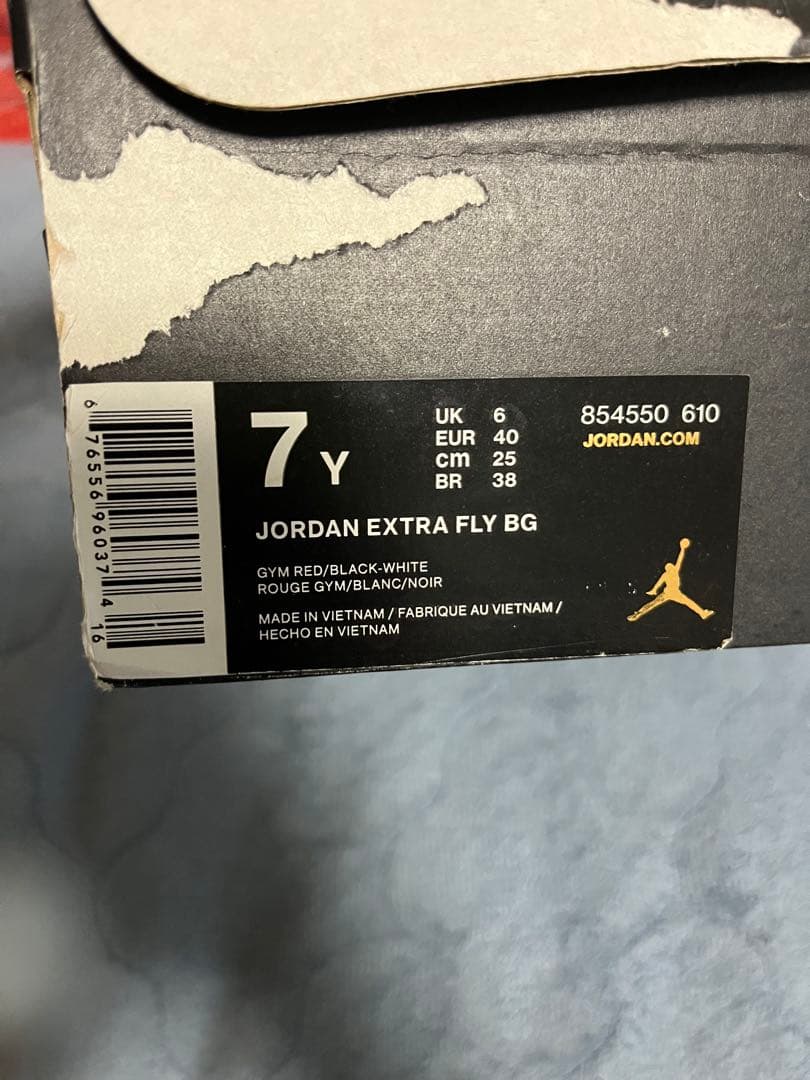 7 Y
UK 6
EUR 40
cm 25
BR 38
854550 610
JORDAN.COM
JORDAN EXTRA FLY BG
GYM RED/BLACK-WHITE
ROUGE GYM/BLANC/NOIR
MADE IN VIETNAM / FABRIQUE AU VIETNAM /
HECHO EN VIETNAM
6 76556 96037 4 16